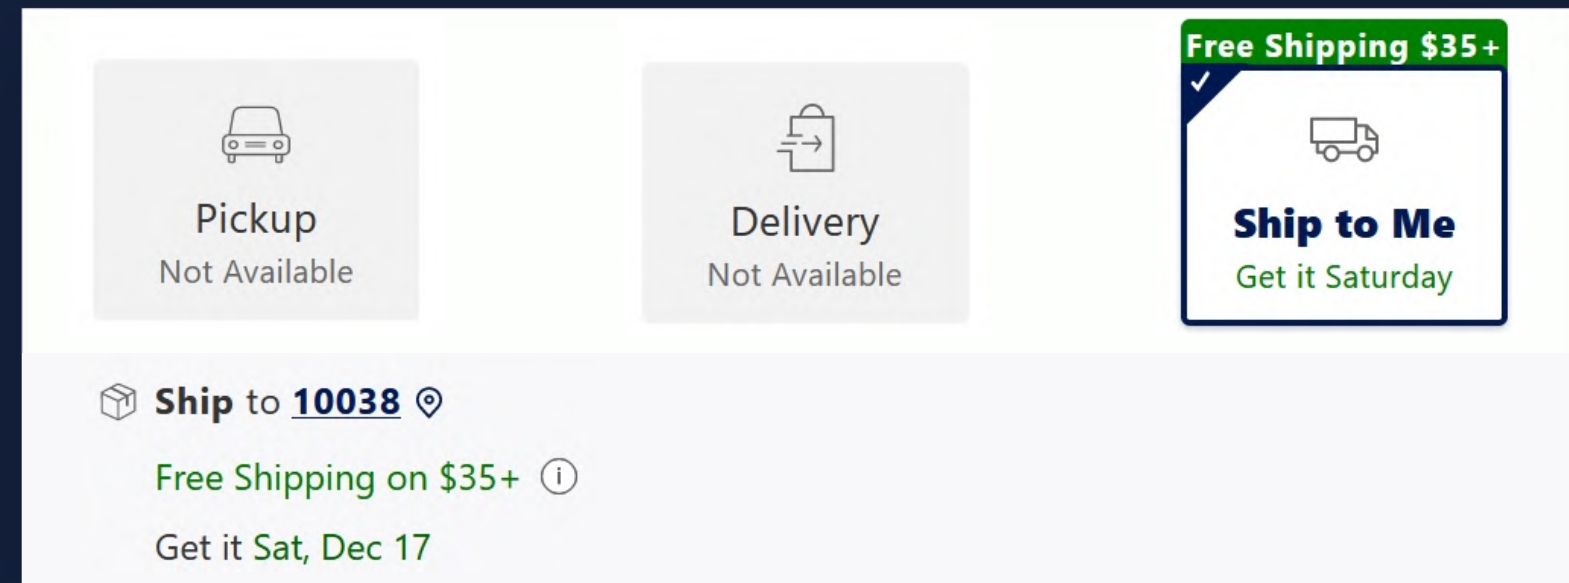 Free Shipping $35+
Pickup
Not Available
Delivery
Not Available
Ship to Me
Get it Saturday
Ship to 10038
Free Shipping on $35+
Get it Sat, Dec 17